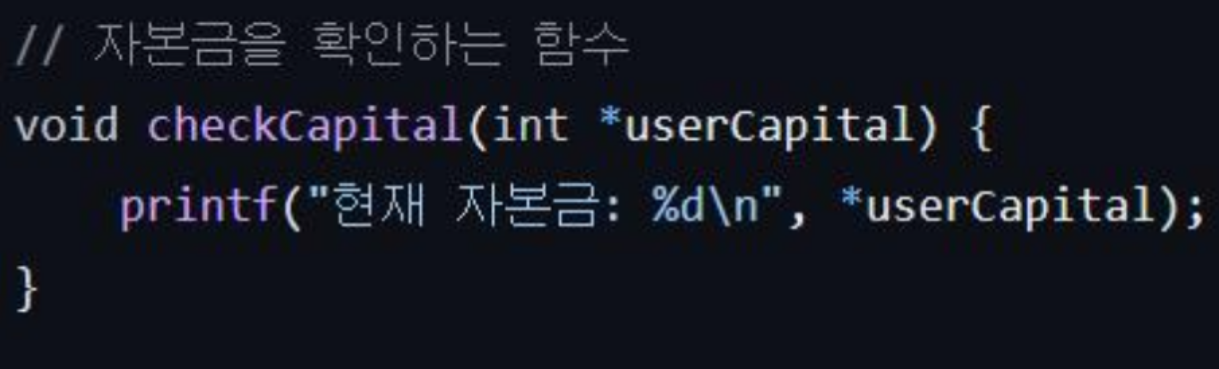 // 자본금을 확인하는 함수
void checkCapital(int *userCapital) {
    printf("현재 자본금: %d\n", *userCapital);
}